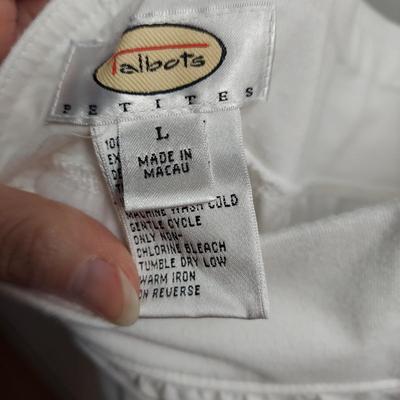 Talbots
PETITES
L
MADE IN
MACAU
MACHINE WASH COLD
GENTLE CYCLE
ONLY NON-
CHLORINE BLEACH
TUMBLE DRY LOW
WARM IRON
ON REVERSE